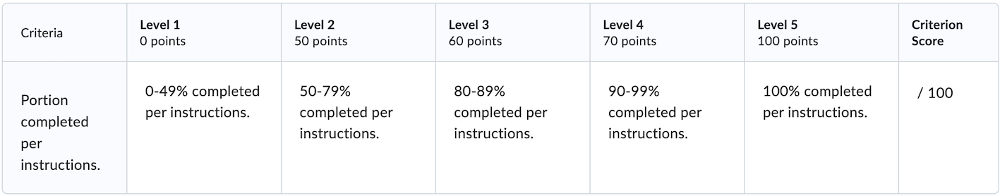 Criteria
Level 1
0 points
Level 2
50 points
Level 3
60 points
Level 4
70 points
Level 5
100 points
Criterion
Score
Portion
completed
per
instructions.
0-49% completed
per instructions.
50-79%
completed per
instructions.
80-89%
completed per
instructions.
90-99%
completed per
instructions.
100% completed
per instructions.
/ 100